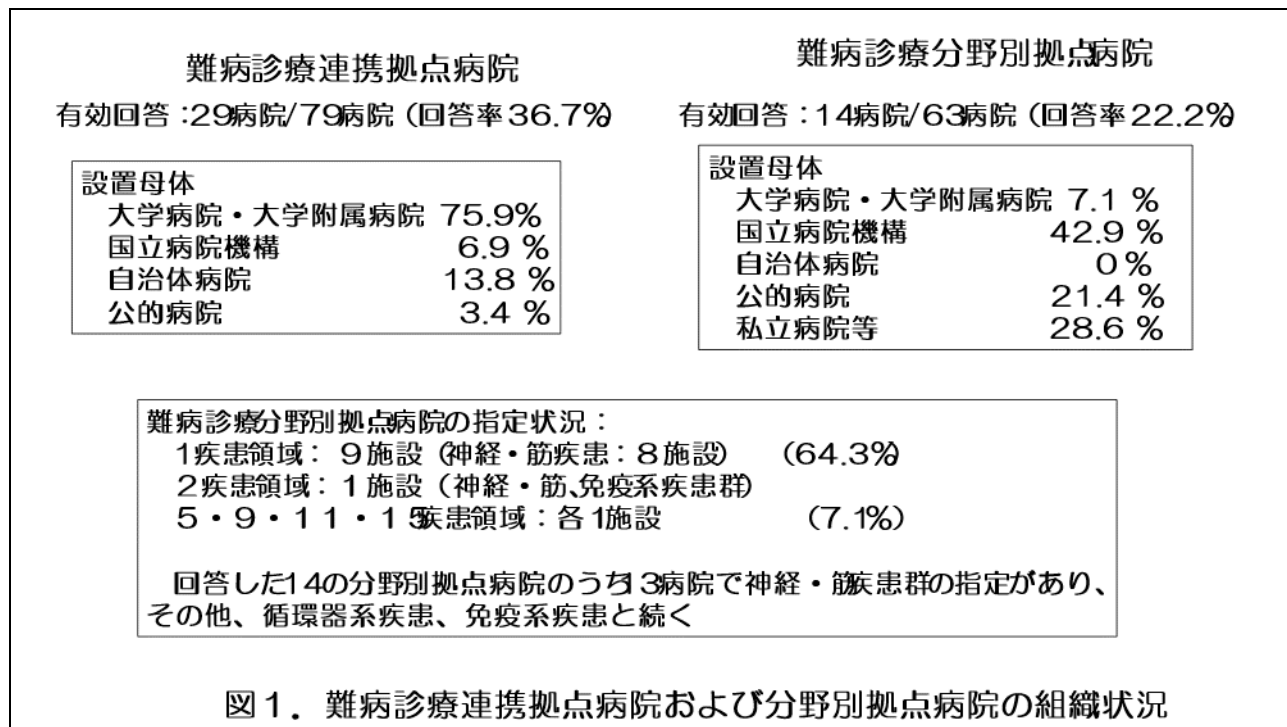 難病診療連携拠点病院
有効回答：29病院/79病院（回答率36.7%）
設置母体
大学病院・大学附属病院 75.9%
国立病院機構 6.9 %
自治体病院 13.8 %
公的病院 3.4 %
難病診療分野別拠点病院
有効回答：14病院/63病院（回答率22.2%）
設置母体
大学病院・大学附属病院 7.1 %
国立病院機構 42.9 %
自治体病院 0 %
公的病院 21.4 %
私立病院等 28.6 %
難病診療分野別拠点病院の指定状況：
1疾患領域：9施設（神経・筋疾患：8施設）（64.3%）
2疾患領域：1施設（神経・筋、免疫系疾患群）
5・9・11・15疾患領域：各1施設（7.1%）
回答した14の分野別拠点病院のうち13病院で神経・筋疾患群の指定があり、
その他、循環器系疾患、免疫系疾患と続く
図1．難病診療連携拠点病院および分野別拠点病院の組織状況